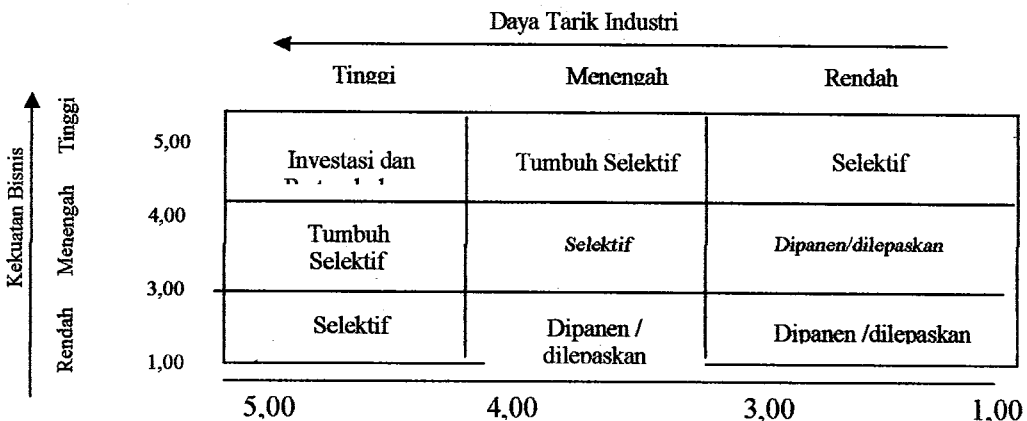 Daya Tarik Industri
Tinggi Menengah Rendah
Kekuatan Bisnis
Tinggi
Menengah
Rendah
5,00
Investasi dan
Tumbuh Selektif
Selektif
4,00
Tumbuh
Selektif
Selektif
Dipanen/dilepaskan
3,00
Selektif
Dipanen /
dilepaskan
Dipanen /dilepaskan
1,00
5,00 4,00 3,00 1,00